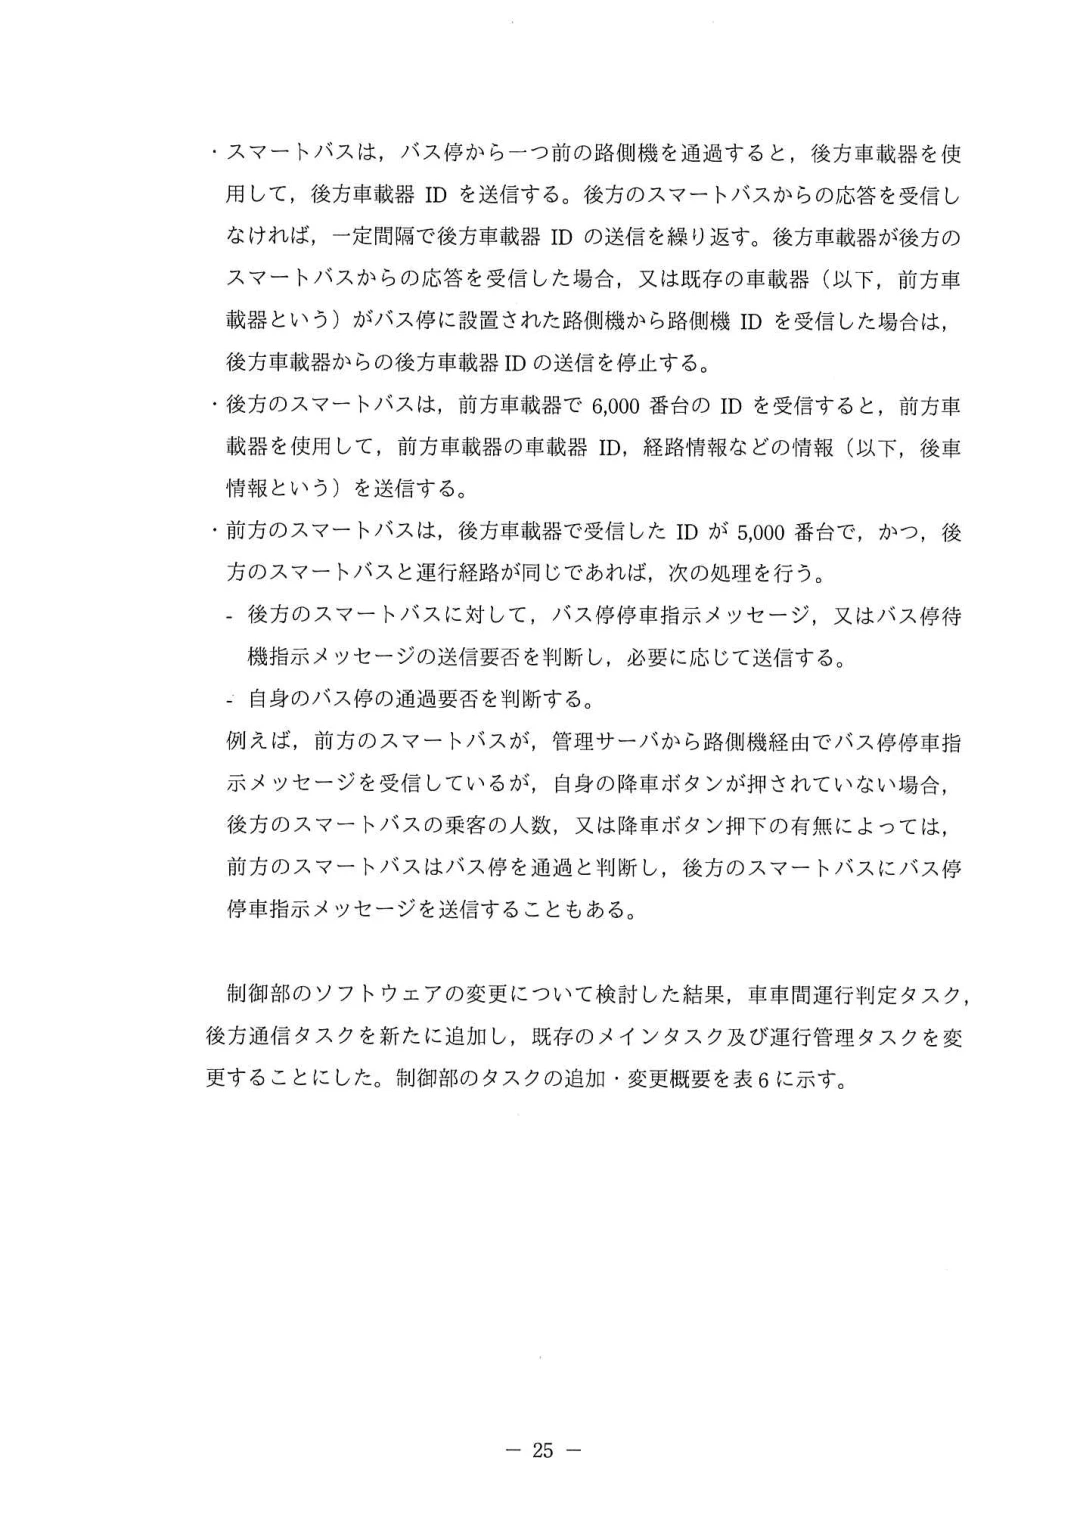 ・スマートバスは，バス停から一つ前の路側機を通過すると，後方車載器を使
用して，後方車載器 ID を送信する。後方のスマートバスからの応答を受信し
なければ，一定間隔で後方車載器 ID の送信を繰り返す。後方車載器が後方の
スマートバスからの応答を受信した場合，又は既存の車載器（以下，前方車
載器という）がバス停に設置された路側機から路側機 ID を受信した場合は，
後方車載器からの後方車載器 ID の送信を停止する。
・後方のスマートバスは，前方車載器で 6,000 番台の ID を受信すると，前方車
載器を使用して，前方車載器の車載器 ID，経路情報などの情報（以下，後車
情報という）を送信する。
・前方のスマートバスは，後方車載器で受信した ID が 5,000 番台で，かつ，後
方のスマートバスと運行経路が同じであれば，次の処理を行う。
- 後方のスマートバスに対して，バス停停車指示メッセージ，又はバス停待
機指示メッセージの送信要否を判断し，必要に応じて送信する。
- 自身のバス停の通過要否を判断する。
例えば，前方のスマートバスが，管理サーバから路側機経由でバス停停車指
示メッセージを受信しているが，自身の降車ボタンが押されていない場合，
後方のスマートバスの乗客の人数，又は降車ボタン押下の有無によっては，
前方のスマートバスはバス停を通過と判断し，後方のスマートバスにバス停
停車指示メッセージを送信することもある。
制御部のソフトウェアの変更について検討した結果，車車間運行判定タスク，
後方通信タスクを新たに追加し，既存のメインタスク及び運行管理タスクを変
更することにした。制御部のタスクの追加・変更概要を表 6 に示す。
－ 25 －